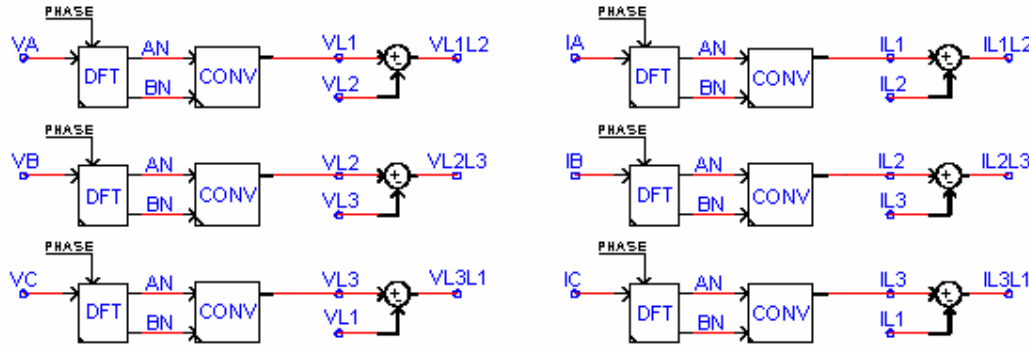 PHASE PHASE
VA AN VL1 VL1L2 IA AN IL1 IL1L2
DFT CONV + DFT CONV +
BN VL2 - BN IL2 -
PHASE PHASE
VB AN VL2 VL2L3 IB AN IL2 IL2L3
DFT CONV + DFT CONV +
BN VL3 - BN IL3 -
PHASE PHASE
VC AN VL3 VL3L1 IC AN IL3 IL3L1
DFT CONV + DFT CONV +
BN VL1 - BN IL1 -